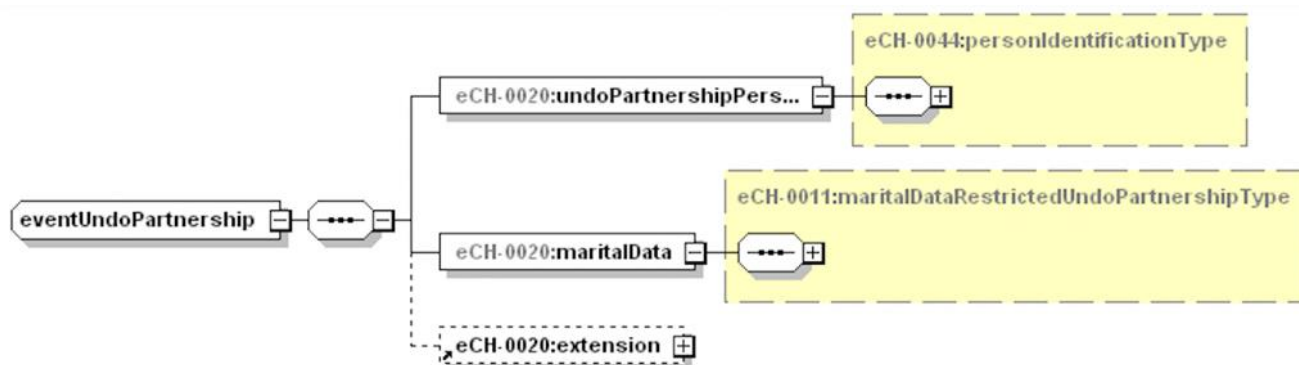 eCH-0044:personIdentificationType
eCH-0020:undoPartnershipPers...
eventUndoPartnership
eCH-0011:maritalDataRestrictedUndoPartnershipType
eCH-0020:maritalData
eCH-0020:extension